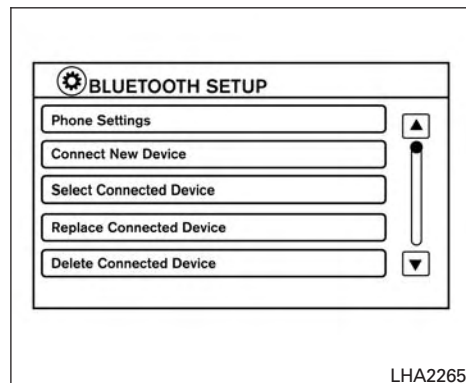 BLUETOOTH SETUP
Phone Settings
Connect New Device
Select Connected Device
Replace Connected Device
Delete Connected Device
LHA2265